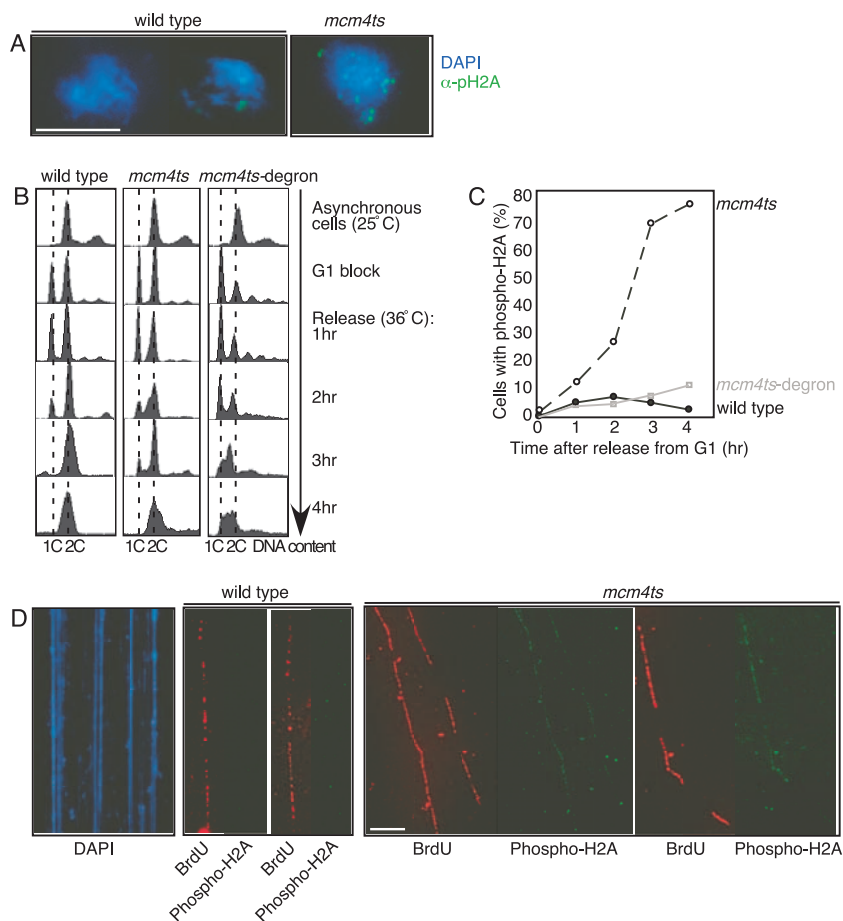 A
wild type
mcm4ts
DAPI
α-pH2A
B
wild type
mcm4ts
mcm4ts-degron
Asynchronous
cells (25°C)
G1 block
Release (36°C):
1hr
2hr
3hr
4hr
1C 2C
1C 2C
1C 2C DNA content
C
Cells with phospho-H2A (%)
80
70
60
50
40
30
20
10
0
mcm4ts
mcm4ts-degron
wild type
0 1 2 3 4
Time after release from G1 (hr)
D
wild type
mcm4ts
DAPI
BrdU
Phospho-H2A
BrdU
Phospho-H2A
BrdU
Phospho-H2A
BrdU
Phospho-H2A